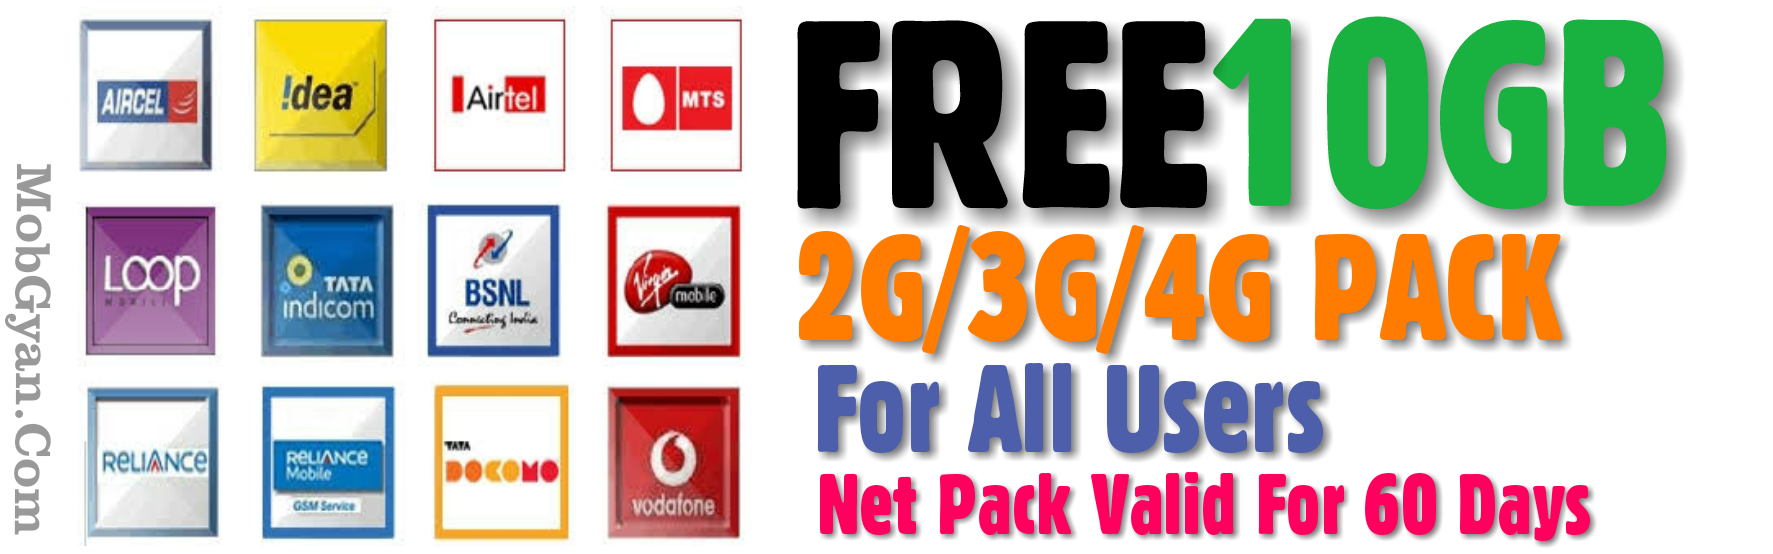 MobGyan.Com
AIRCEL
!dea
Airtel
MTS
LOOP
MOBILE
TATA
indicom
BSNL
Connecting India
Virgin
mobile
RELIANCE
RELIANCE
Mobile
GSM Service
TATA
DOCOMO
vodafone
FREE10GB
2G/3G/4G PACK
For All Users
Net Pack Valid For 60 Days